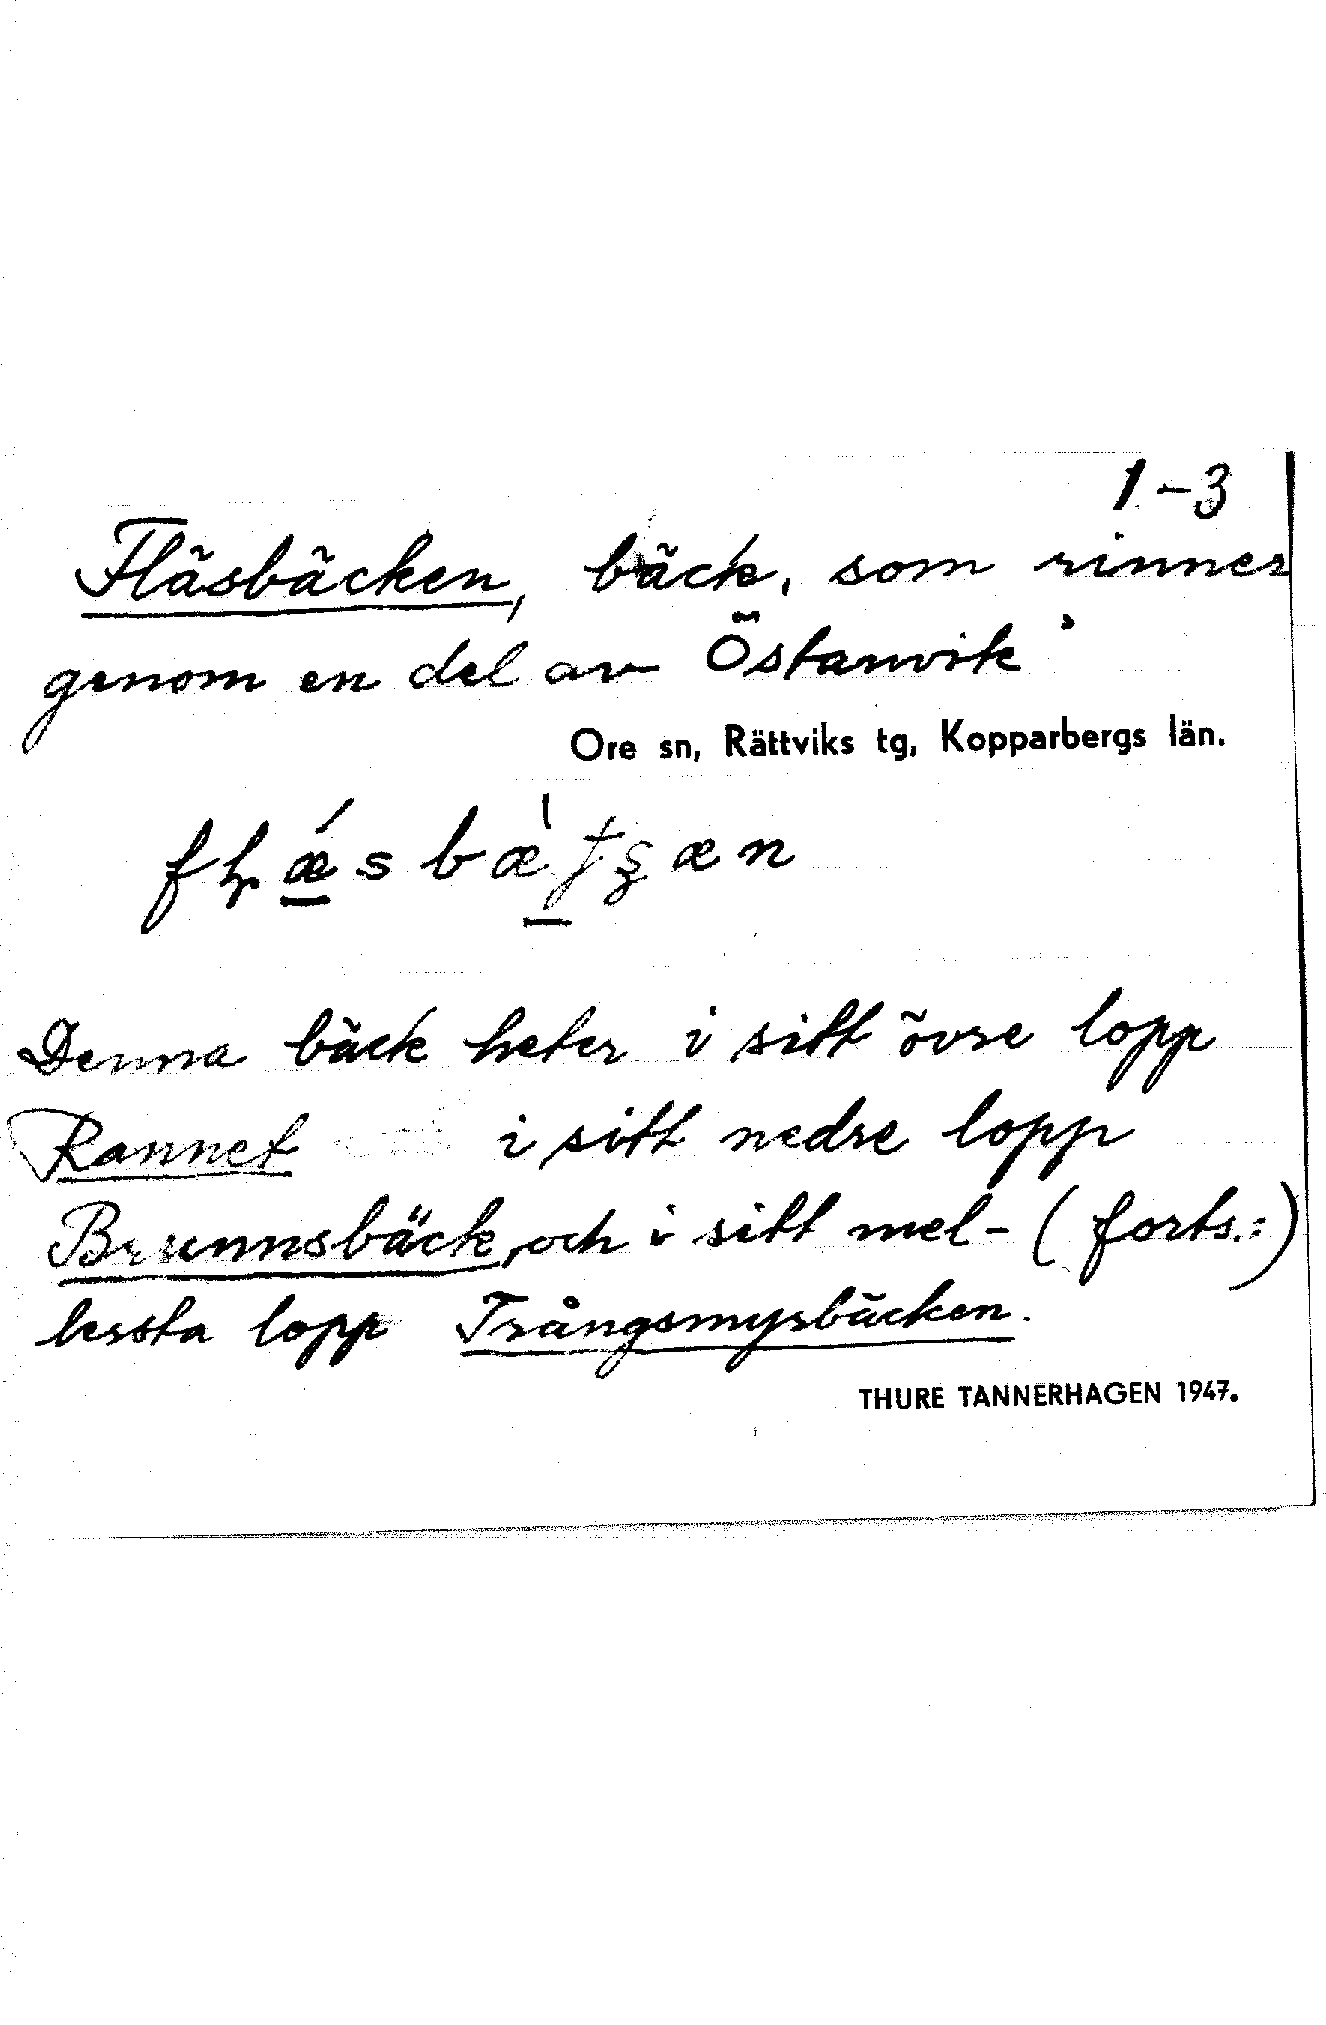 1-3
Fläsbäcken, bäck, som rinner
genom en del av Östanvik
Ore sn, Rättviks tg, Kopparbergs län.
Denna bäck heter i sitt övre lopp
Rannet i sitt nedre lopp
Brunnsbäck, och i sitt mel- (forts.:)
lersta lopp Trångsmyrbäcken.
THURE TANNERHAGEN 1947.